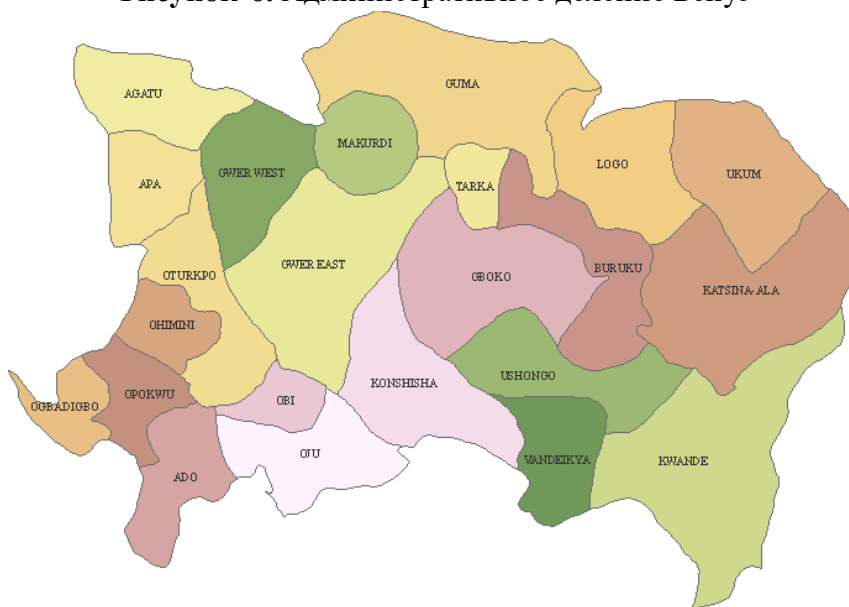 GUMA
AGATU
MAKURDI
LOGO
UKUM
GWER WEST
APA
TARKA
GWER EAST
OTURKPO
GBOKO
BURUKU
KATSINA-ALA
OHIMINI
USHONGO
KONSHISHA
OPOKWU
OBI
OGBADIGBO
OJU
VANDEIKYA
KWANDE
ADO